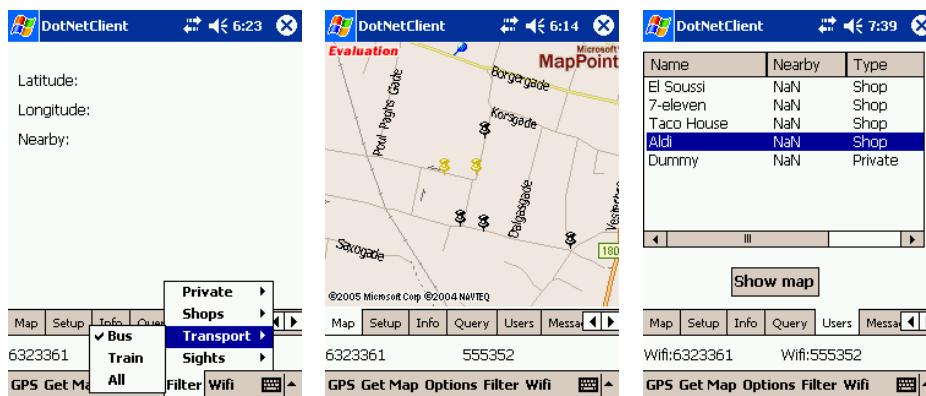 DotNetClient 6:23
Latitude:
Longitude:
Nearby:
Private
Shops
Transport
Sights
Bus
Train
All
Map Setup Info
6323361
GPS Get Filter Wifi
DotNetClient 6:14
Evaluation
Microsoft
MapPoint
Borgergade
Poul Paghs Gade
Korsgade
Dalgasgade
Saxogade
180
©2005 Microsoft Corp ©2004 NAVTEQ
Map Setup Info Query Users
6323361 555352
GPS Get Map Options Filter Wifi
DotNetClient 7:39
Name Nearby Type
El Soussi NaN Shop
7-eleven NaN Shop
Taco House NaN Shop
Aldi NaN Shop
Dummy NaN Private
Show map
Map Setup Info Query Users
Wifi:6323361 Wifi:555352
GPS Get Map Options Filter Wifi